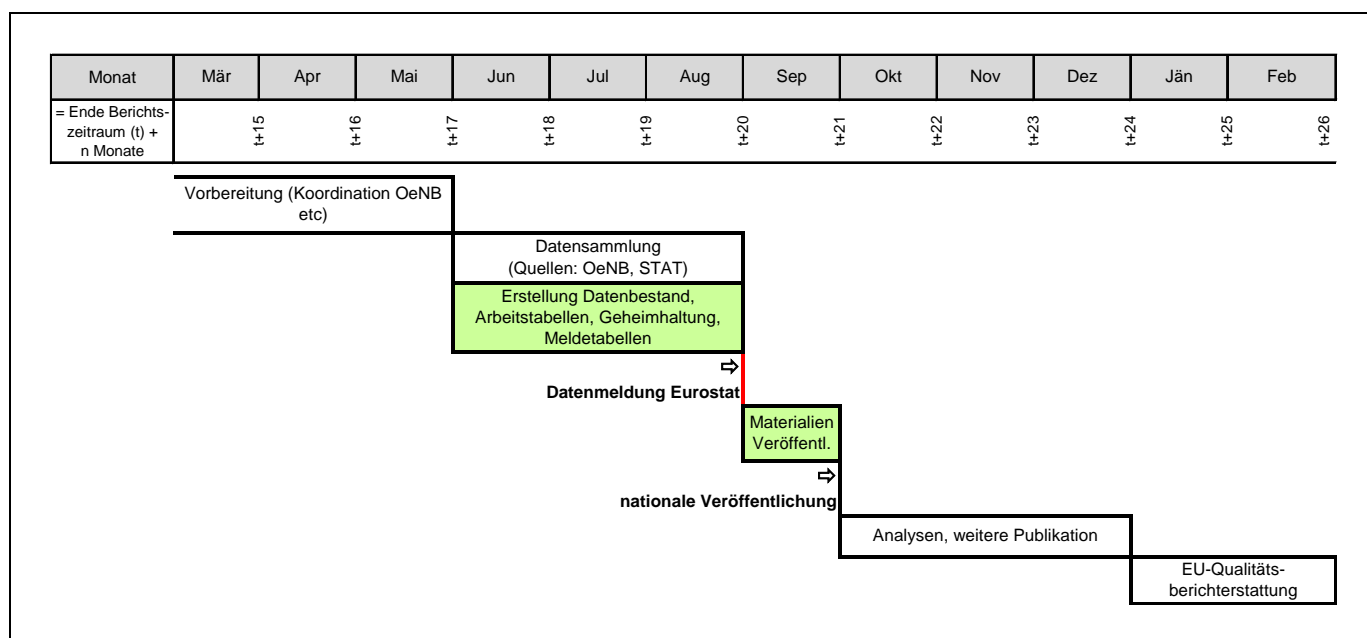 Monat Mär Apr Mai Jun Jul Aug Sep Okt Nov Dez Jän Feb
= Ende Berichts-
zeitraum (t) +
n Monate
t+15 t+16 t+17 t+18 t+19 t+20 t+21 t+22 t+23 t+24 t+25 t+26
Vorbereitung (Koordination OeNB
etc)
Datensammlung
(Quellen: OeNB, STAT)
Erstellung Datenbestand,
Arbeitstabellen, Geheimhaltung,
Meldetabellen
⇨
Datenmeldung Eurostat
Materialien
Veröffentl.
⇨
nationale Veröffentlichung
Analysen, weitere Publikation
EU-Qualitäts-
berichterstattung